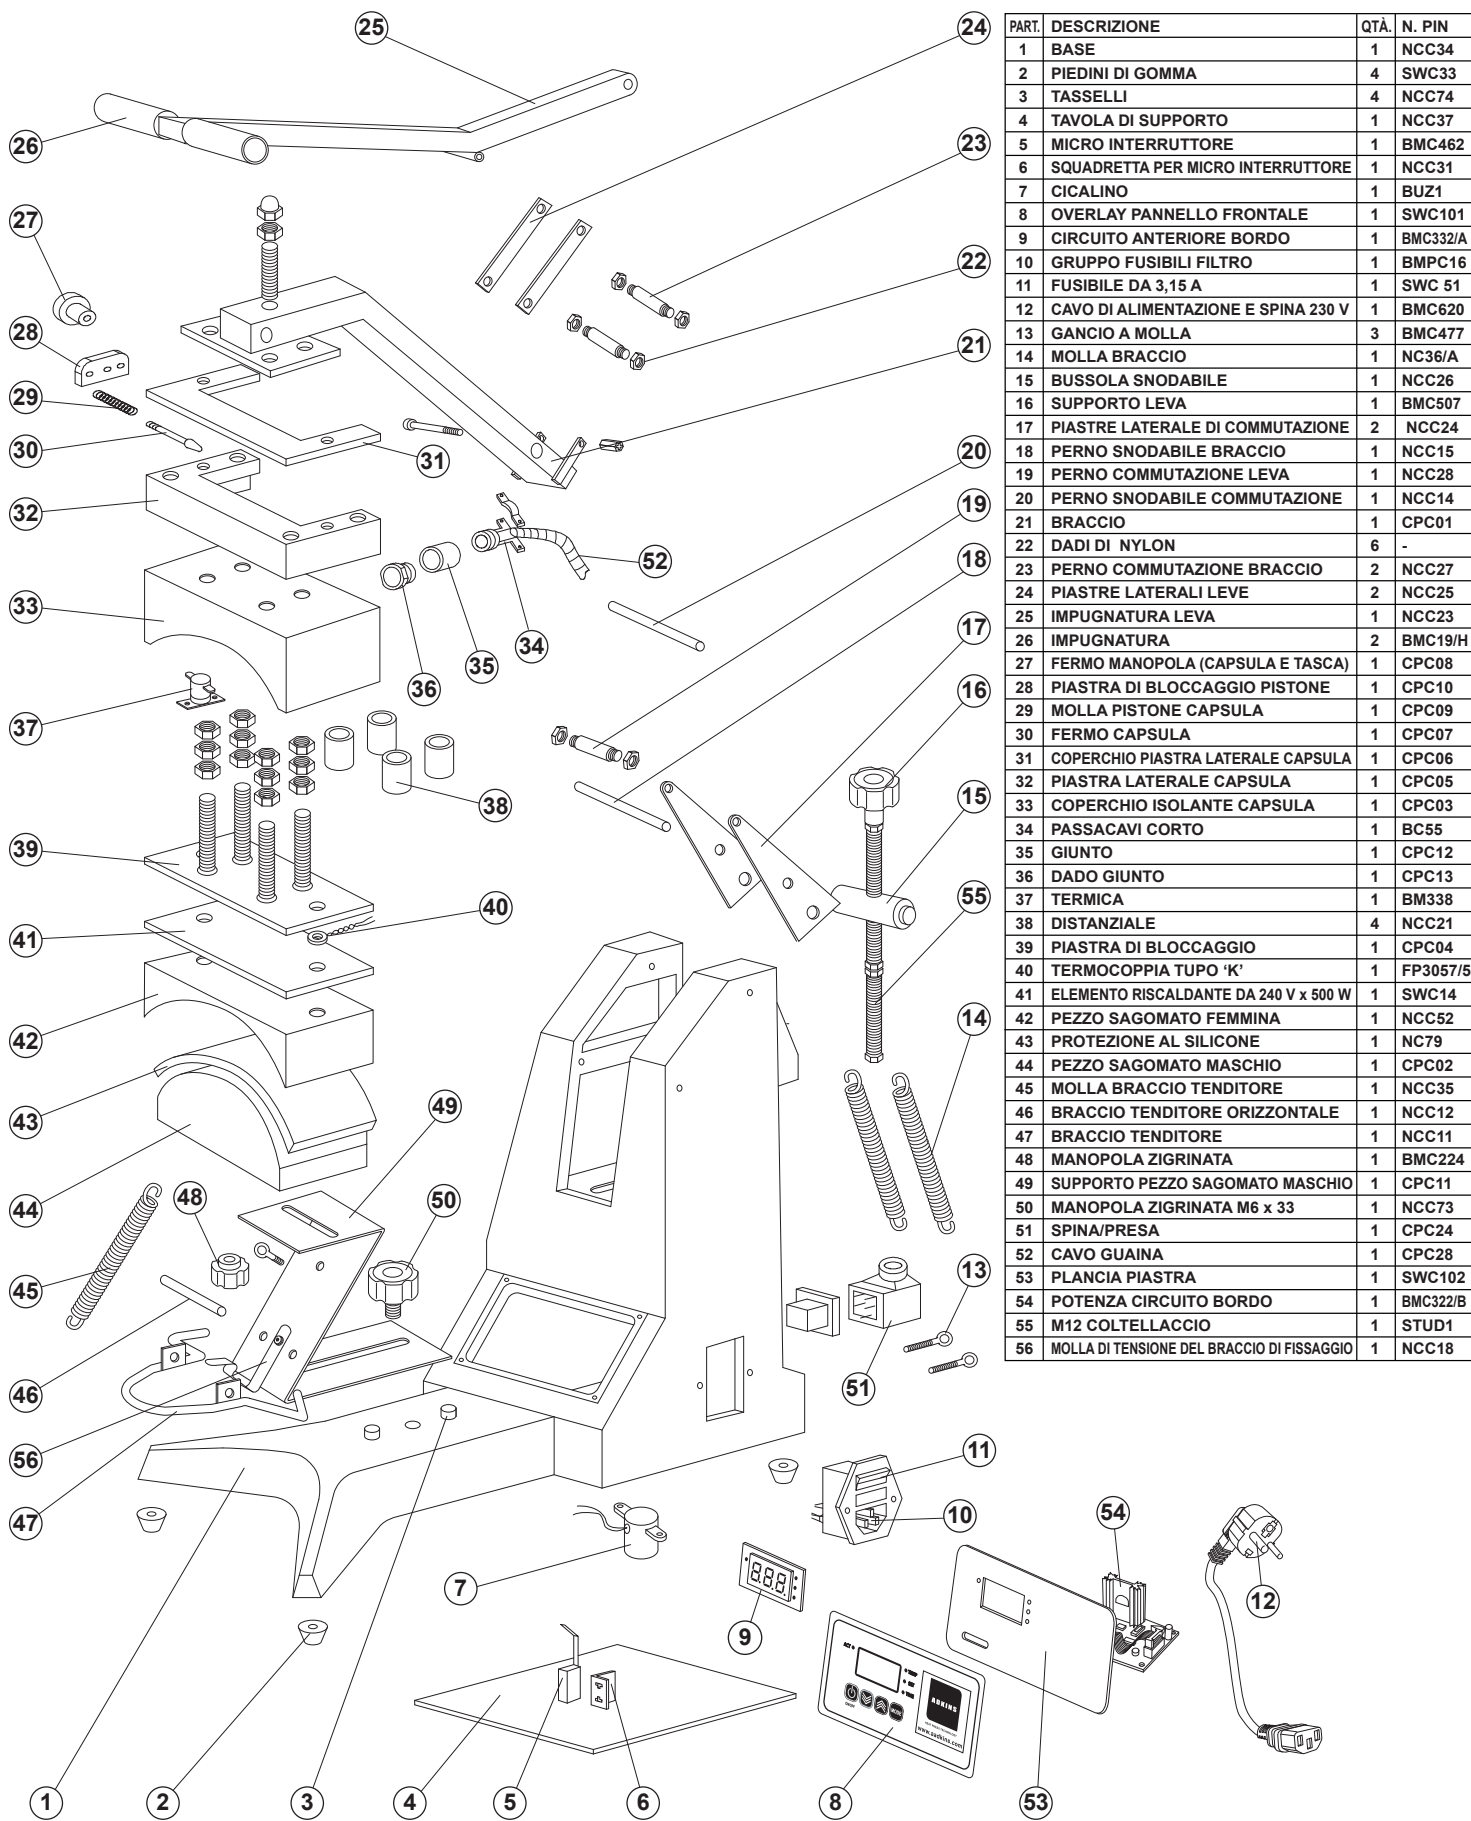 PART. DESCRIZIONE QTÀ. N. PIN
1 BASE 1 NCC34
2 PIEDINI DI GOMMA 4 SWC33
3 TASSELLI 4 NCC74
4 TAVOLA DI SUPPORTO 1 NCC37
5 MICRO INTERRUTTORE 1 BMC462
6 SQUADRETTA PER MICRO INTERRUTTORE 1 NCC31
7 CICALINO 1 BUZ1
8 OVERLAY PANNELLO FRONTALE 1 SWC101
9 CIRCUITO ANTERIORE BORDO 1 BMC332/A
10 GRUPPO FUSIBILI FILTRO 1 BMPC16
11 FUSIBILE DA 3,15 A 1 SWC 51
12 CAVO DI ALIMENTAZIONE E SPINA 230 V 1 BMC620
13 GANCIO A MOLLA 3 BMC477
14 MOLLA BRACCIO 1 NC36/A
15 BUSSOLA SNODABILE 1 NCC26
16 SUPPORTO LEVA 1 BMC507
17 PIASTRE LATERALE DI COMMUTAZIONE 2 NCC24
18 PERNO SNODABILE BRACCIO 1 NCC15
19 PERNO COMMUTAZIONE LEVA 1 NCC28
20 PERNO SNODABILE COMMUTAZIONE 1 NCC14
21 BRACCIO 1 CPC01
22 DADI DI NYLON 6 -
23 PERNO COMMUTAZIONE BRACCIO 2 NCC27
24 PIASTRE LATERALI LEVE 2 NCC25
25 IMPUGNATURA LEVA 1 NCC23
26 IMPUGNATURA 2 BMC19/H
27 FERMO MANOPOLA (CAPSULA E TASCA) 1 CPC08
28 PIASTRA DI BLOCCAGGIO PISTONE 1 CPC10
29 MOLLA PISTONE CAPSULA 1 CPC09
30 FERMO CAPSULA 1 CPC07
31 COPERCHIO PIASTRA LATERALE CAPSULA 1 CPC06
32 PIASTRA LATERALE CAPSULA 1 CPC05
33 COPERCHIO ISOLANTE CAPSULA 1 CPC03
34 PASSACAVI CORTO 1 BC55
35 GIUNTO 1 CPC12
36 DADO GIUNTO 1 CPC13
37 TERMICA 1 BM338
38 DISTANZIALE 4 NCC21
39 PIASTRA DI BLOCCAGGIO 1 CPC04
40 TERMOCOPPIA TUPO ‘K’ 1 FP3057/5
41 ELEMENTO RISCALDANTE DA 240 V x 500 W 1 SWC14
42 PEZZO SAGOMATO FEMMINA 1 NCC52
43 PROTEZIONE AL SILICONE 1 NC79
44 PEZZO SAGOMATO MASCHIO 1 CPC02
45 MOLLA BRACCIO TENDITORE 1 NCC35
46 BRACCIO TENDITORE ORIZZONTALE 1 NCC12
47 BRACCIO TENDITORE 1 NCC11
48 MANOPOLA ZIGRINATA 1 BMC224
49 SUPPORTO PEZZO SAGOMATO MASCHIO 1 CPC11
50 MANOPOLA ZIGRINATA M6 x 33 1 NCC73
51 SPINA/PRESA 1 CPC24
52 CAVO GUAINA 1 CPC28
53 PLANCIA PIASTRA 1 SWC102
54 POTENZA CIRCUITO BORDO 1 BMC322/B
55 M12 COLTELLACCIO 1 STUD1
56 MOLLA DI TENSIONE DEL BRACCIO DI FISSAGGIO 1 NCC18
25
24
26
23
27
22
28
21
29
30
31
20
32
19
52
18
33
17
34
35
36
16
37
38
15
39
40
55
41
14
42
43
49
44
48
50
45
13
46
51
56
11
47
10
54
7
12
9
8.8.8.
ADKINS
www.aadkins.com
1
2
3
4
5
6
8
53